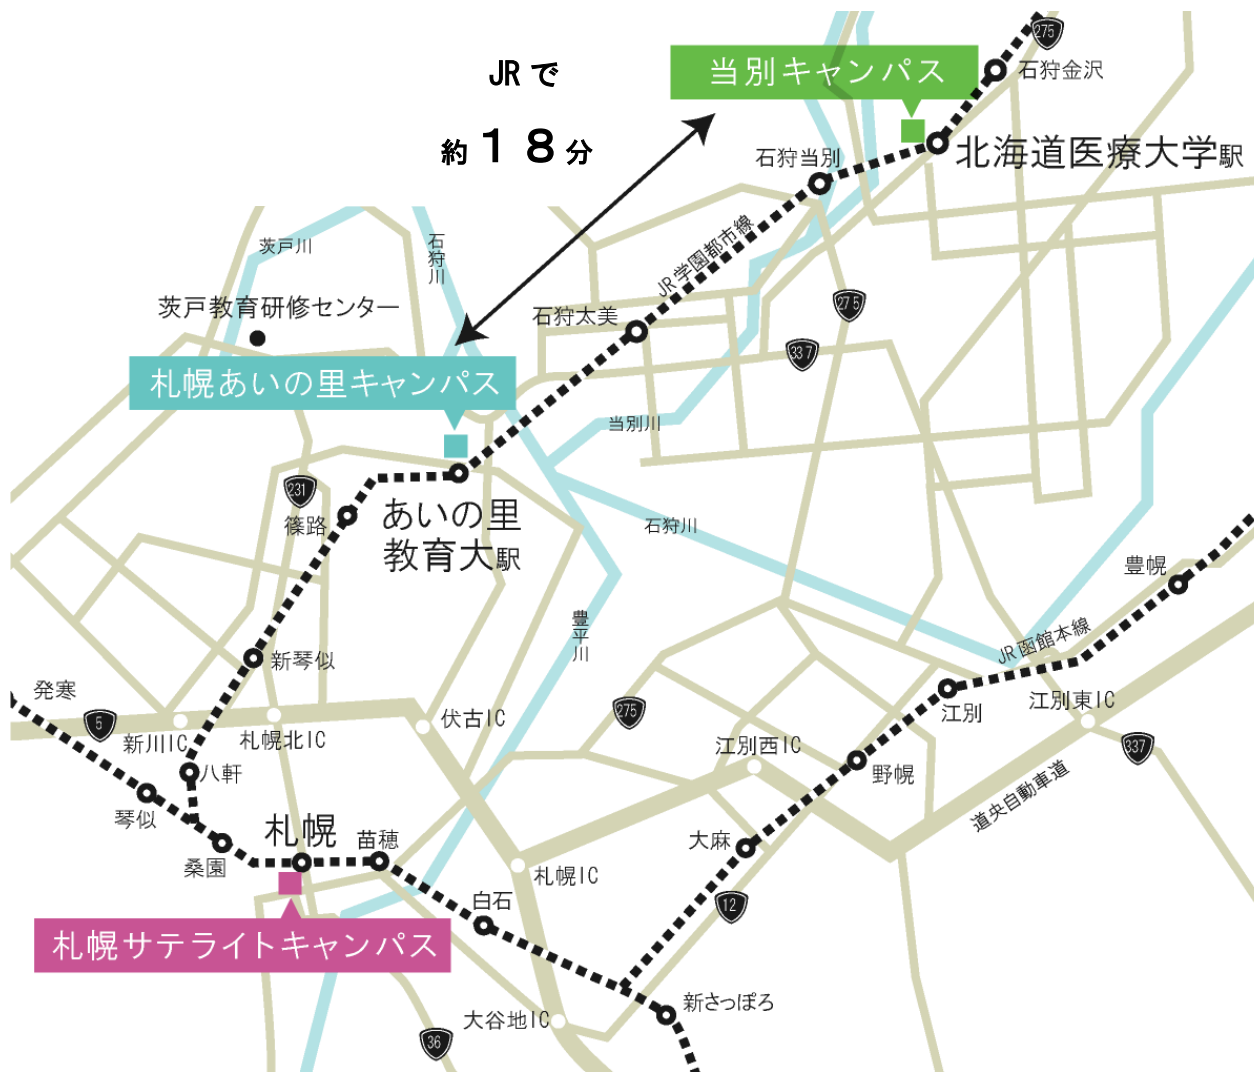 275
JRで
当別キャンパス
石狩金沢
約18分
石狩当別
北海道医療大学駅
茨戸川
石狩川
JR学園都市線
茨戸教育研修センター
石狩太美
275
337
札幌あいの里キャンパス
当別川
231
篠路
あいの里
教育大駅
石狩川
豊幌
豊平川
JR函館本線
新琴似
発寒
5
新川IC
札幌北IC
伏古IC
275
江別
江別東IC
江別西IC
337
八軒
野幌
琴似
道央自動車道
札幌
苗穂
大麻
桑園
札幌IC
白石
12
札幌サテライトキャンパス
新さっぽろ
大谷地IC
36